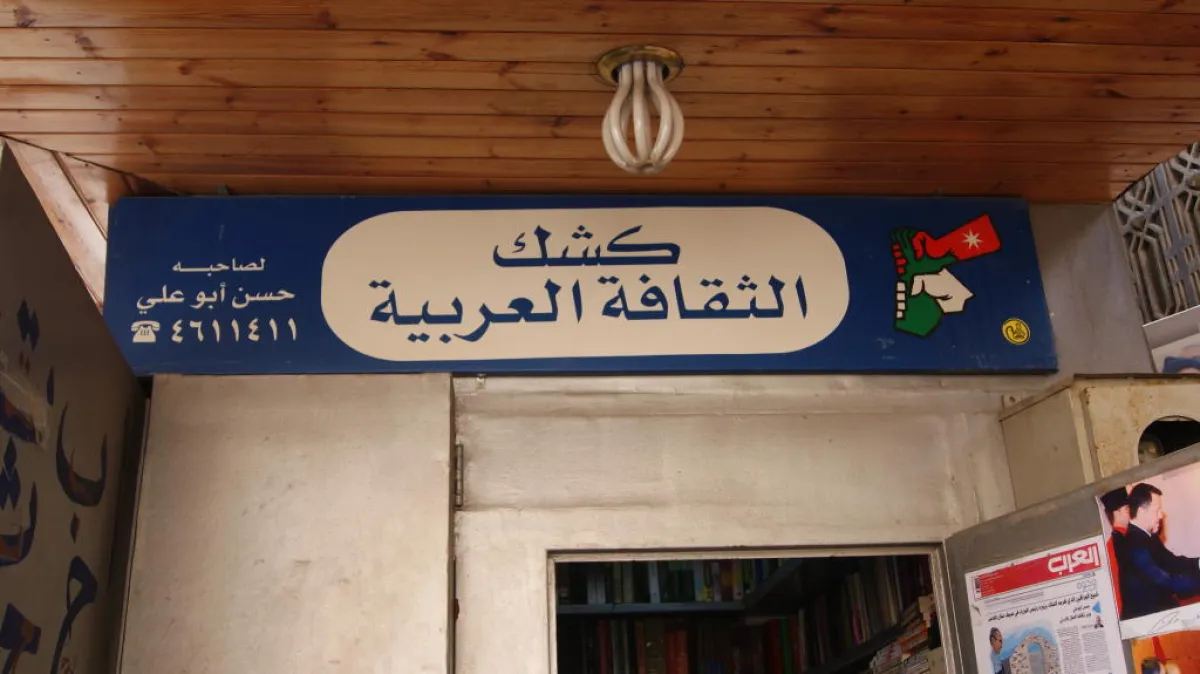 كشك
الثقافة العربية
لصاحبه
حسن أبو علي
٤٦١١٤١١
العرب